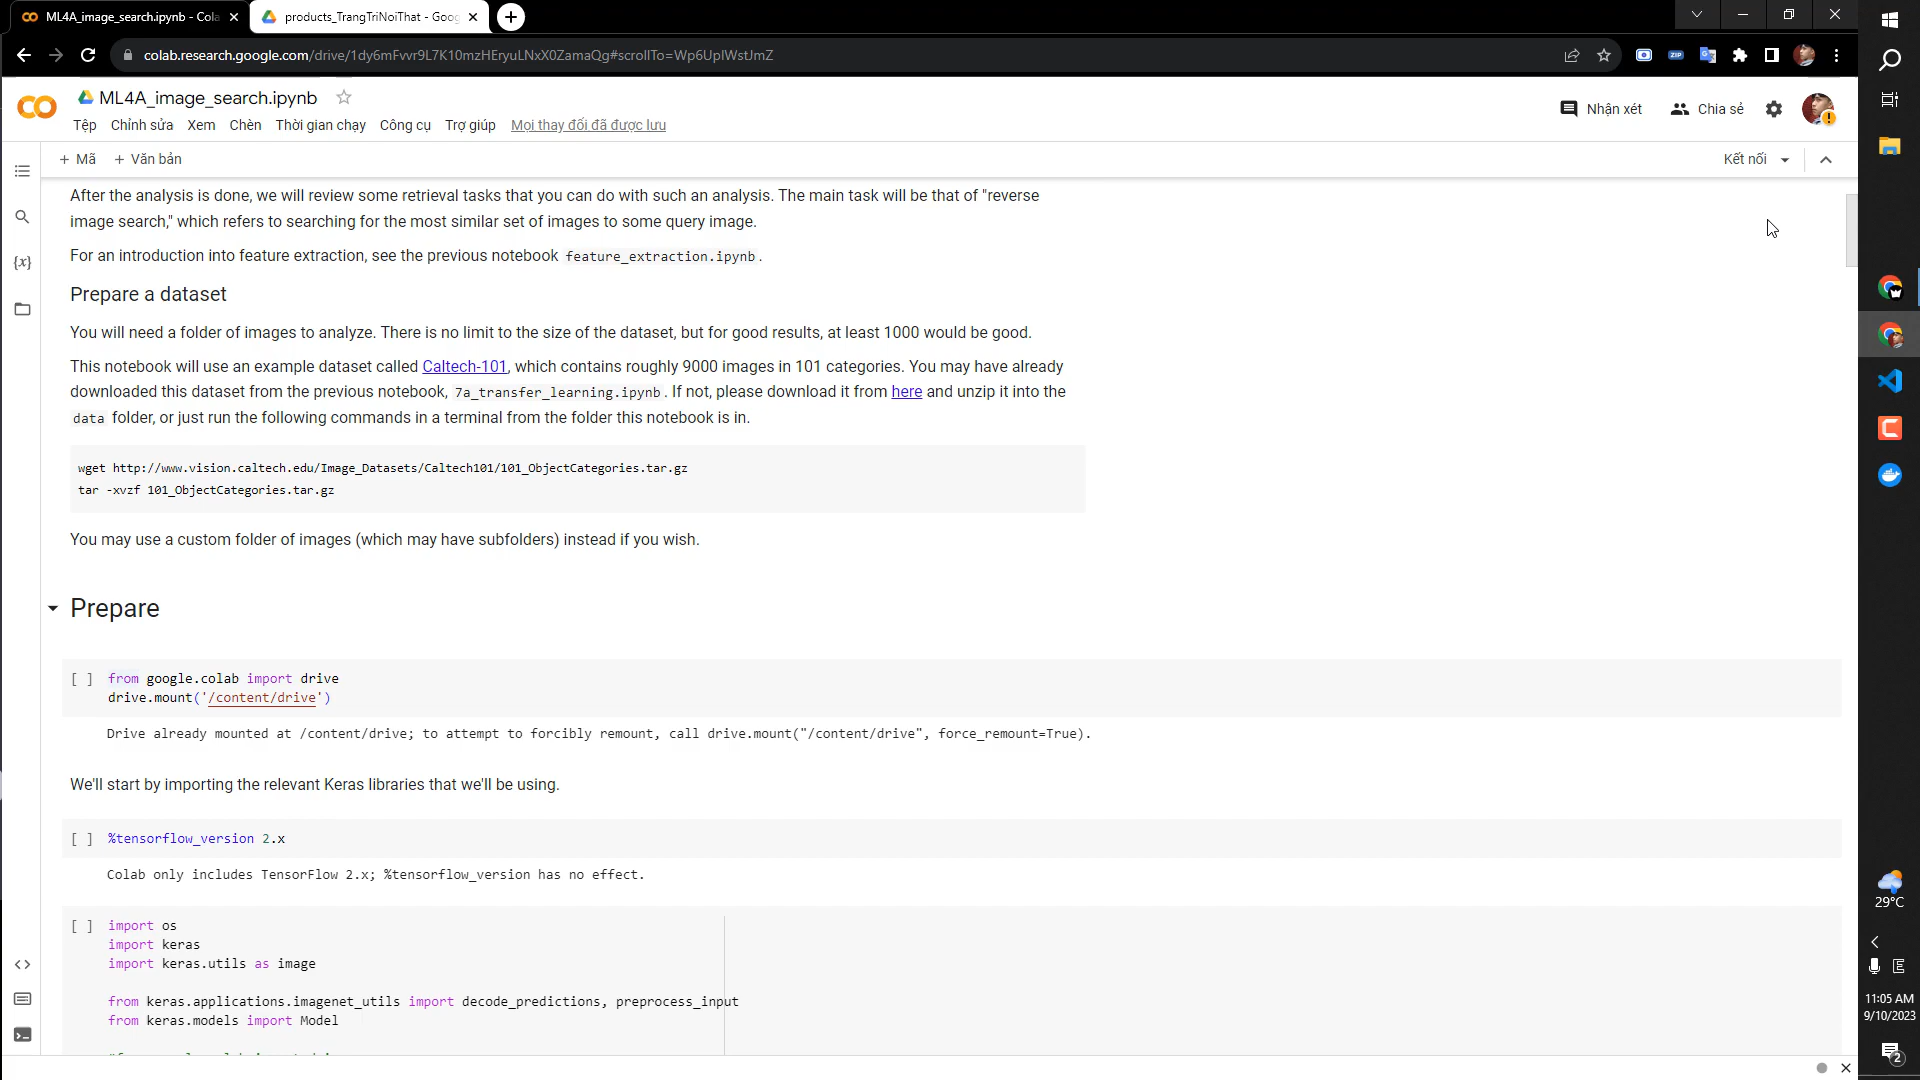 ML4A_image_search.ipynb - Cola
products_TrangTriNoiThat - Goog
colab.research.google.com/drive/1dy6mFvvr9L7K10mzHEryuLNxX0ZamaQg#scrollTo=Wp6UplWstJmZ
ZIP
ML4A_image_search.ipynb
Nhận xét
Chia sẻ
Tệp Chỉnh sửa Xem Chèn Thời gian chạy Công cụ Trợ giúp Mọi thay đổi đã được lưu
+ Mã + Văn bản
Kết nối
After the analysis is done, we will review some retrieval tasks that you can do with such an analysis. The main task will be that of "reverse
image search," which refers to searching for the most similar set of images to some query image.
For an introduction into feature extraction, see the previous notebook feature_extraction.ipynb.
Prepare a dataset
You will need a folder of images to analyze. There is no limit to the size of the dataset, but for good results, at least 1000 would be good.
This notebook will use an example dataset called Caltech-101, which contains roughly 9000 images in 101 categories. You may have already
downloaded this dataset from the previous notebook, 7a_transfer_learning.ipynb. If not, please download it from here and unzip it into the
data folder, or just run the following commands in a terminal from the folder this notebook is in.
wget http://www.vision.caltech.edu/Image_Datasets/Caltech101/101_ObjectCategories.tar.gz
tar -xvzf 101_ObjectCategories.tar.gz
You may use a custom folder of images (which may have subfolders) instead if you wish.
Prepare
[ ] from google.colab import drive
drive.mount('/content/drive')
Drive already mounted at /content/drive; to attempt to forcibly remount, call drive.mount("/content/drive", force_remount=True).
We'll start by importing the relevant Keras libraries that we'll be using.
[ ] %tensorflow_version 2.x
Colab only includes TensorFlow 2.x; %tensorflow_version has no effect.
[ ] import os
import keras
import keras.utils as image
from keras.applications.imagenet_utils import decode_predictions, preprocess_input
from keras.models import Model
29°C
E
11:05 AM
9/10/2023
2